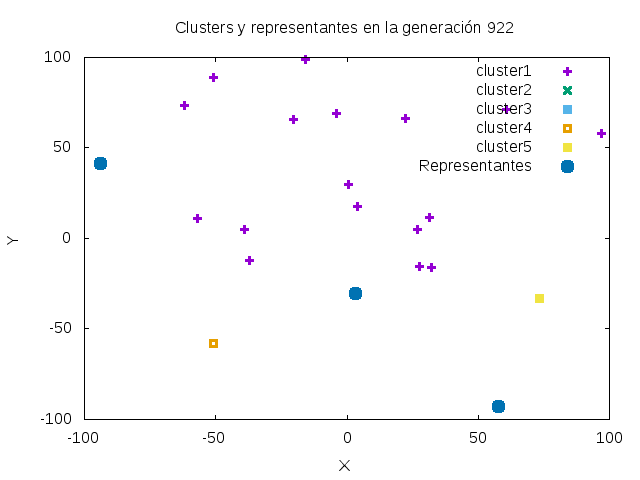 Clusters y representantes en la generación 922
100
50
0
-50
-100
-100 -50 0 50 100
Y
X
cluster1
cluster2
cluster3
cluster4
cluster5
Representantes